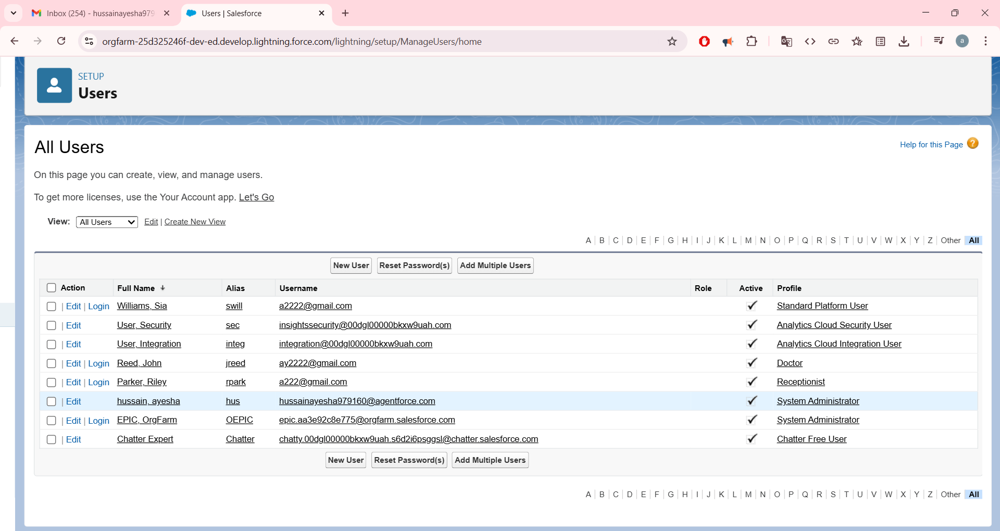 Inbox (254) - hussainayesha979
Users | Salesforce
orgfarm-25d325246f-dev-ed.develop.lightning.force.com/lightning/setup/ManageUsers/home
a
SETUP
Users
All Users
Help for this Page ?
On this page you can create, view, and manage users.
To get more licenses, use the Your Account app. Let's Go
View: All Users Edit | Create New View
A | B | C | D | E | F | G | H | I | J | K | L | M | N | O | P | Q | R | S | T | U | V | W | X | Y | Z | Other | All
New User Reset Password(s) Add Multiple Users
Action Full Name Alias Username Role Active Profile
| Edit | Login Williams, Sia swill a2222@gmail.com Standard Platform User
| Edit User, Security sec insightssecurity@00dgl00000bkxw9uah.com Analytics Cloud Security User
| Edit User, Integration integ integration@00dgl00000bkxw9uah.com Analytics Cloud Integration User
| Edit | Login Reed, John jreed ay2222@gmail.com Doctor
| Edit | Login Parker, Riley rpark a222@gmail.com Receptionist
| Edit hussain, ayesha hus hussainayesha979160@agentforce.com System Administrator
| Edit | Login EPIC, OrgFarm OEPIC epic.aa3e92c8e775@orgfarm.salesforce.com System Administrator
| Edit Chatter Expert Chatter chatty.00dgl00000bkxw9uah.s6d2i6psggsl@chatter.salesforce.com Chatter Free User
New User Reset Password(s) Add Multiple Users
A | B | C | D | E | F | G | H | I | J | K | L | M | N | O | P | Q | R | S | T | U | V | W | X | Y | Z | Other | All